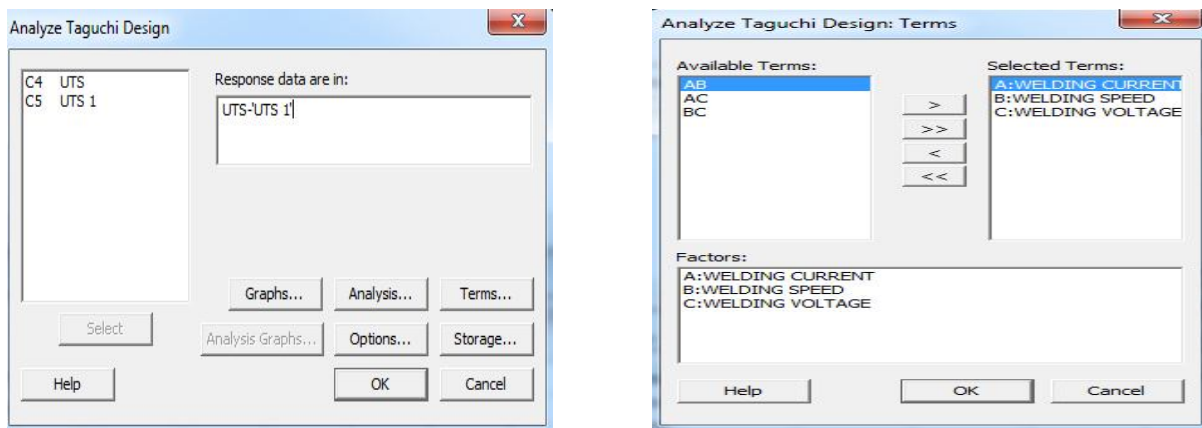 Analyze Taguchi Design
X
C4 UTS
C5 UTS 1
Response data are in:
UTS-'UTS 1'
Graphs...
Analysis...
Terms...
Select
Analysis Graphs...
Options...
Storage...
Help
OK
Cancel
Analyze Taguchi Design: Terms
X
Available Terms:
AB
AC
BC
>
>>
<
<<
Selected Terms:
A:WELDING CURRENT
B:WELDING SPEED
C:WELDING VOLTAGE
Factors:
A:WELDING CURRENT
B:WELDING SPEED
C:WELDING VOLTAGE
Help
OK
Cancel